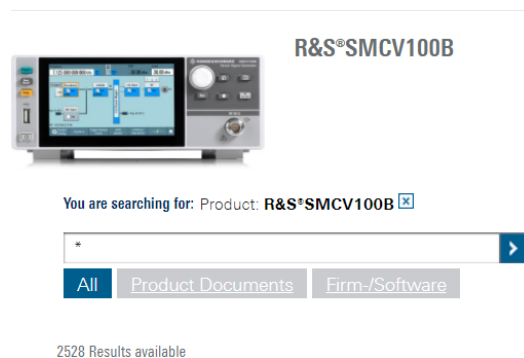 R&S®SMCV100B
You are searching for: Product: R&S®SMCV100B
*
All Product Documents Firm-/Software
2528 Results available